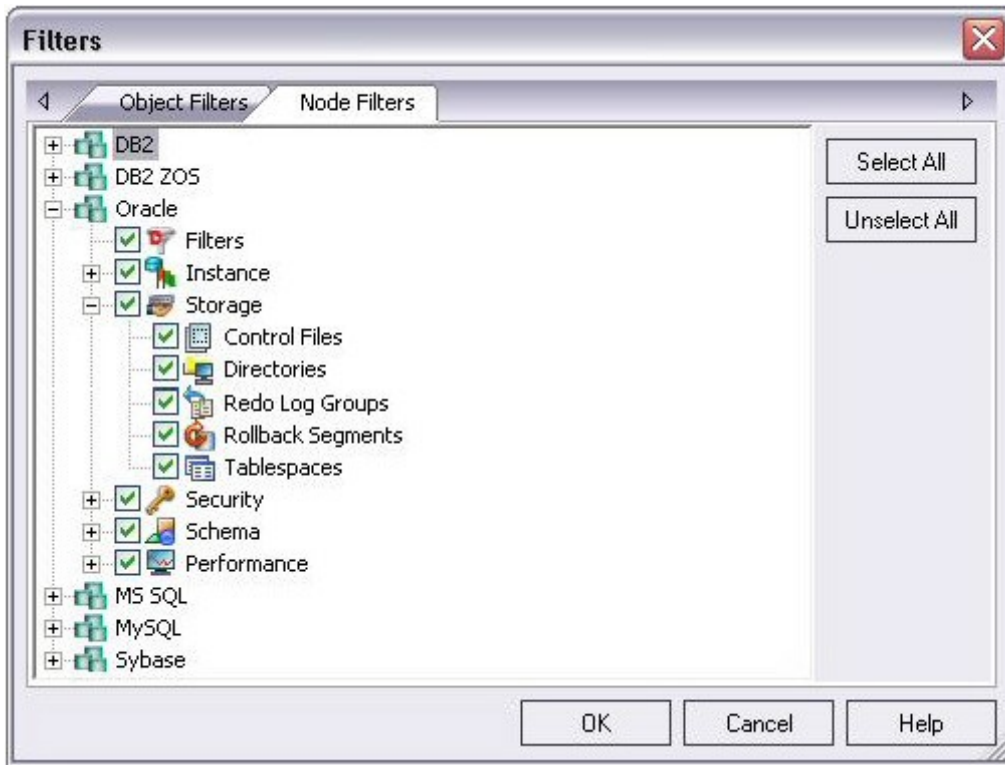 Filters
Object Filters
Node Filters
DB2
DB2 ZOS
Oracle
Filters
Instance
Storage
Control Files
Directories
Redo Log Groups
Rollback Segments
Tablespaces
Security
Schema
Performance
MS SQL
MySQL
Sybase
Select All
Unselect All
OK
Cancel
Help